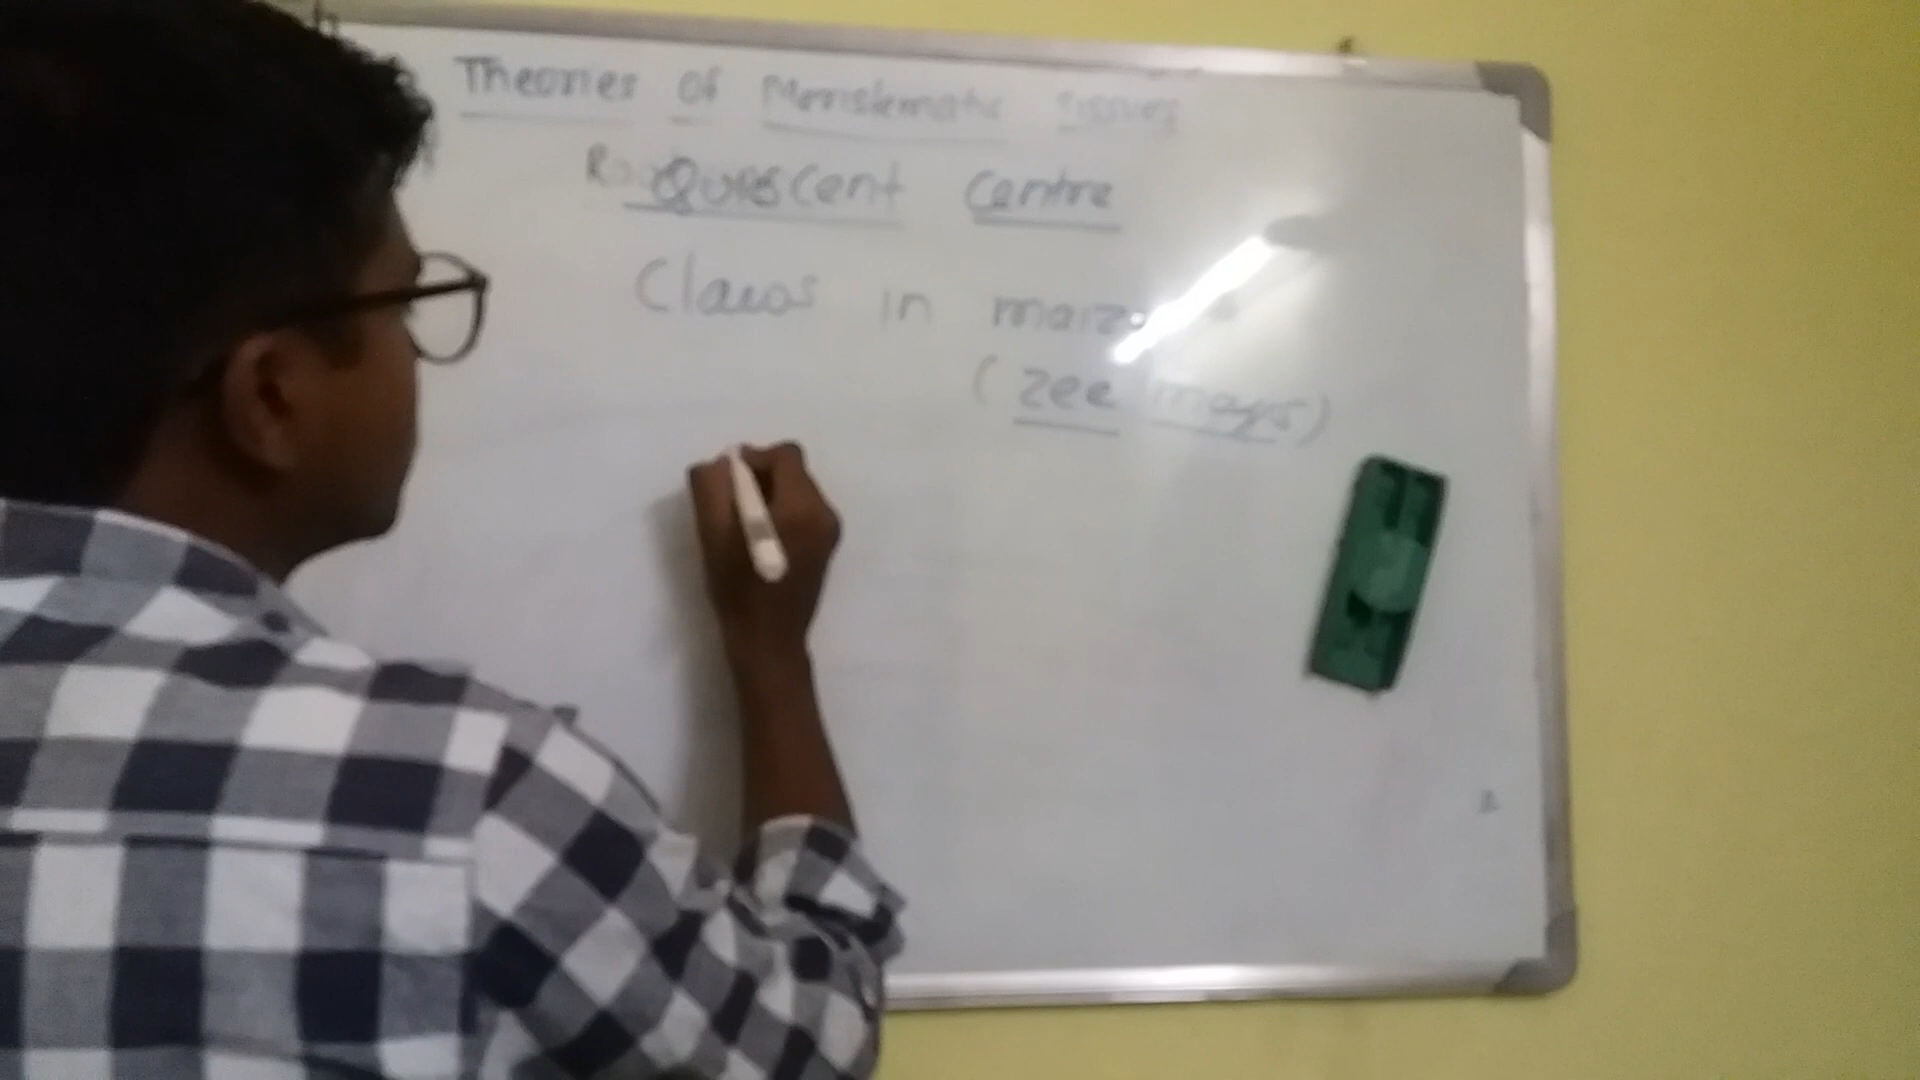 Theories of Meristematic Tissues
Quiescent Centre
Claws in maize
(Zee mays)